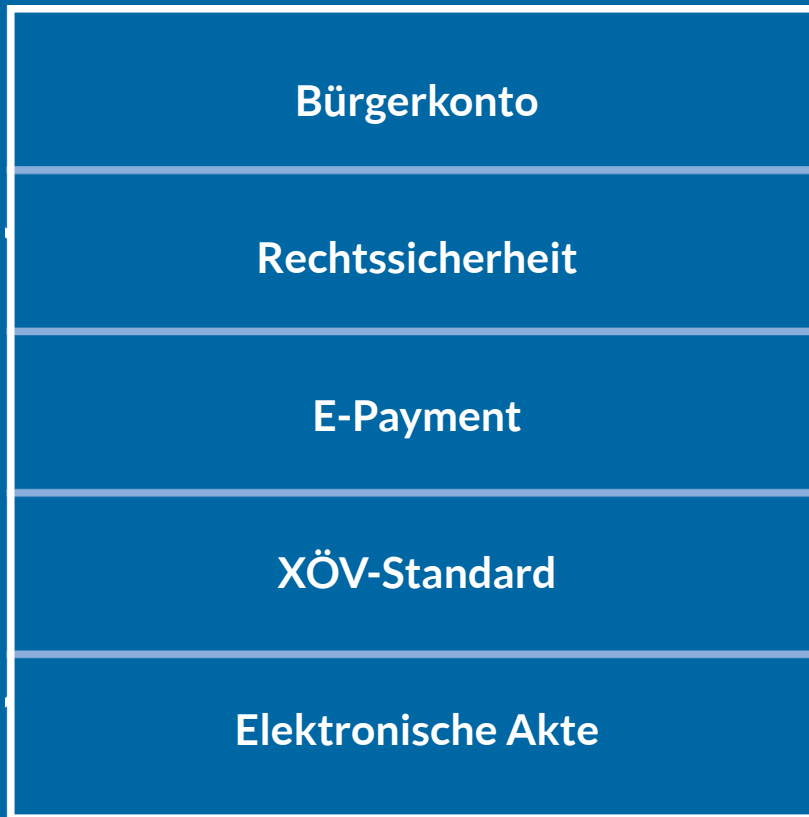 Bürgerkonto
Rechtssicherheit
E-Payment
XÖV-Standard
Elektronische Akte